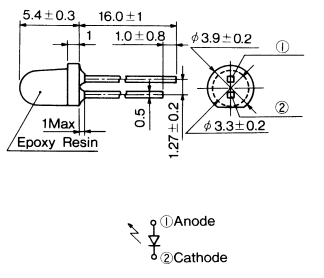 5.4±0.3
16.0±1
1
1.0±0.8
ϕ3.9±0.2
①
1Max
Epoxy Resin
0.5
1.27±0.2
②
ϕ3.3±0.2
①Anode
②Cathode